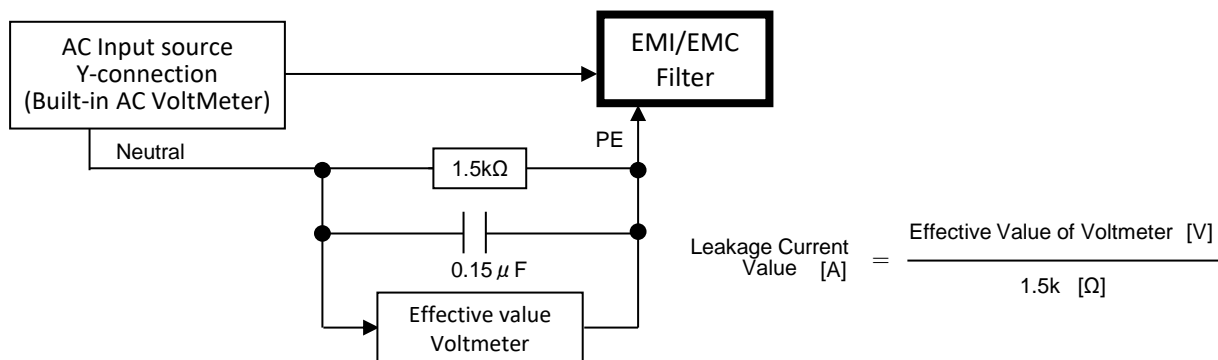 AC Input source
Y-connection
(Built-in AC VoltMeter)
EMI/EMC
Filter
Neutral
PE
1.5kΩ
0.15μF
Effective value
Voltmeter
Leakage Current
Value [A]
=
Effective Value of Voltmeter [V]
1.5k [Ω]